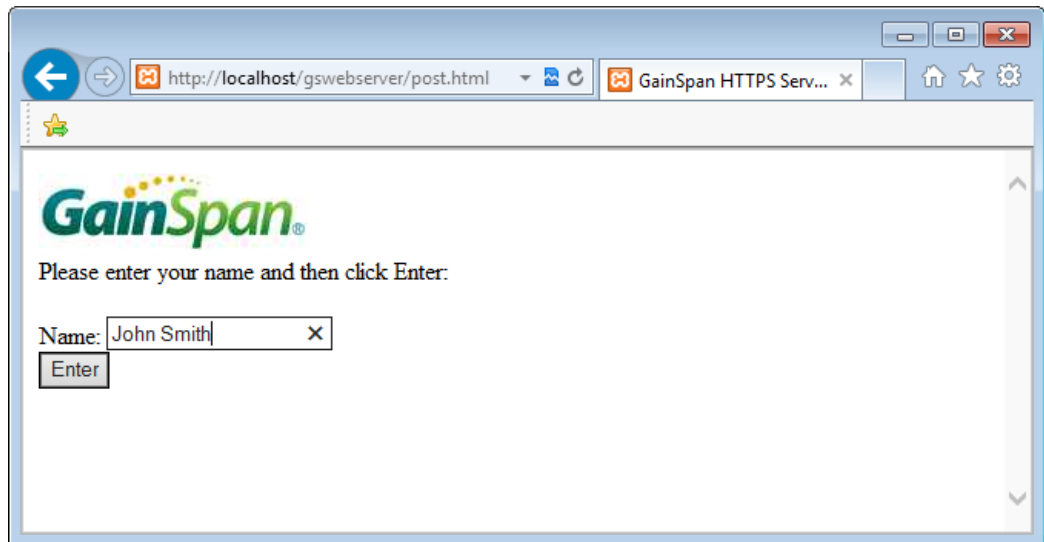 http://localhost/gswebserver/post.html
GainSpan HTTPS Serv...
GainSpan®
Please enter your name and then click Enter:
Name: John Smith
Enter